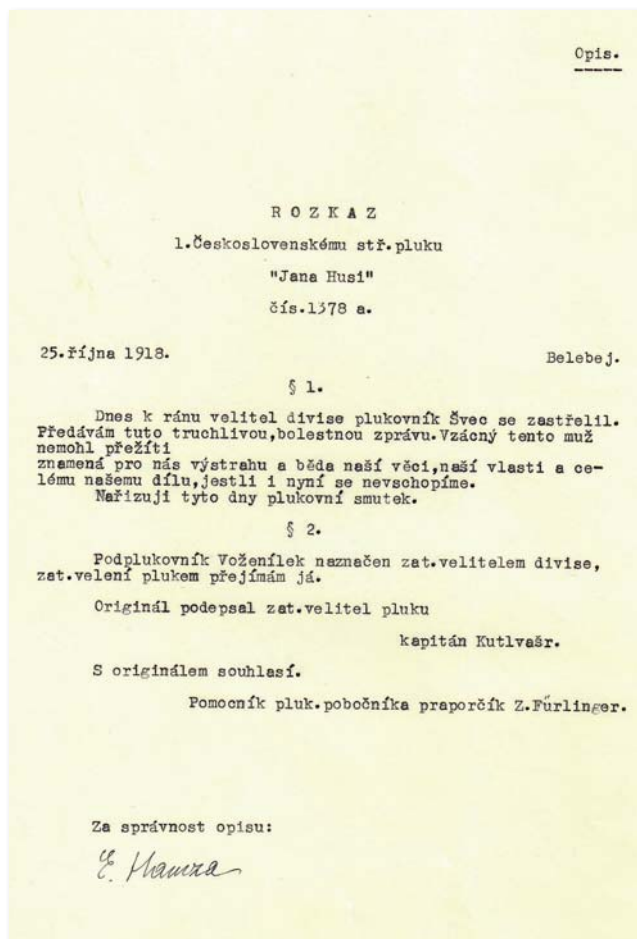 Opis.
R O Z K A Z
1.Československému stř.pluku
"Jana Husi"
čís.1378 a.
25.října 1918.
Belebej.
§ 1.
Dnes k ránu velitel divise plukovník Švec se zastřelil.
Předávám tuto truchlivou,bolestnou zprávu.Vzácný tento muž
nemohl přežíti
znamená pro nás výstrahu a běda naší věci,naší vlasti a ce-
lému našemu dílu,jestli i nyní se nevschopíme.
Nařizuji tyto dny plukovní smutek.
§ 2.
Podplukovník Voženílek naznačen zat.velitelem divise,
zat.velení plukem přejímám já.
Originál podepsal zat.velitel pluku
kapitán Kutlvašr.
S originálem souhlasí.
Pomocník pluk.pobočníka praporčík Z.Fűrlinger.
Za správnost opisu:
E. Hamza